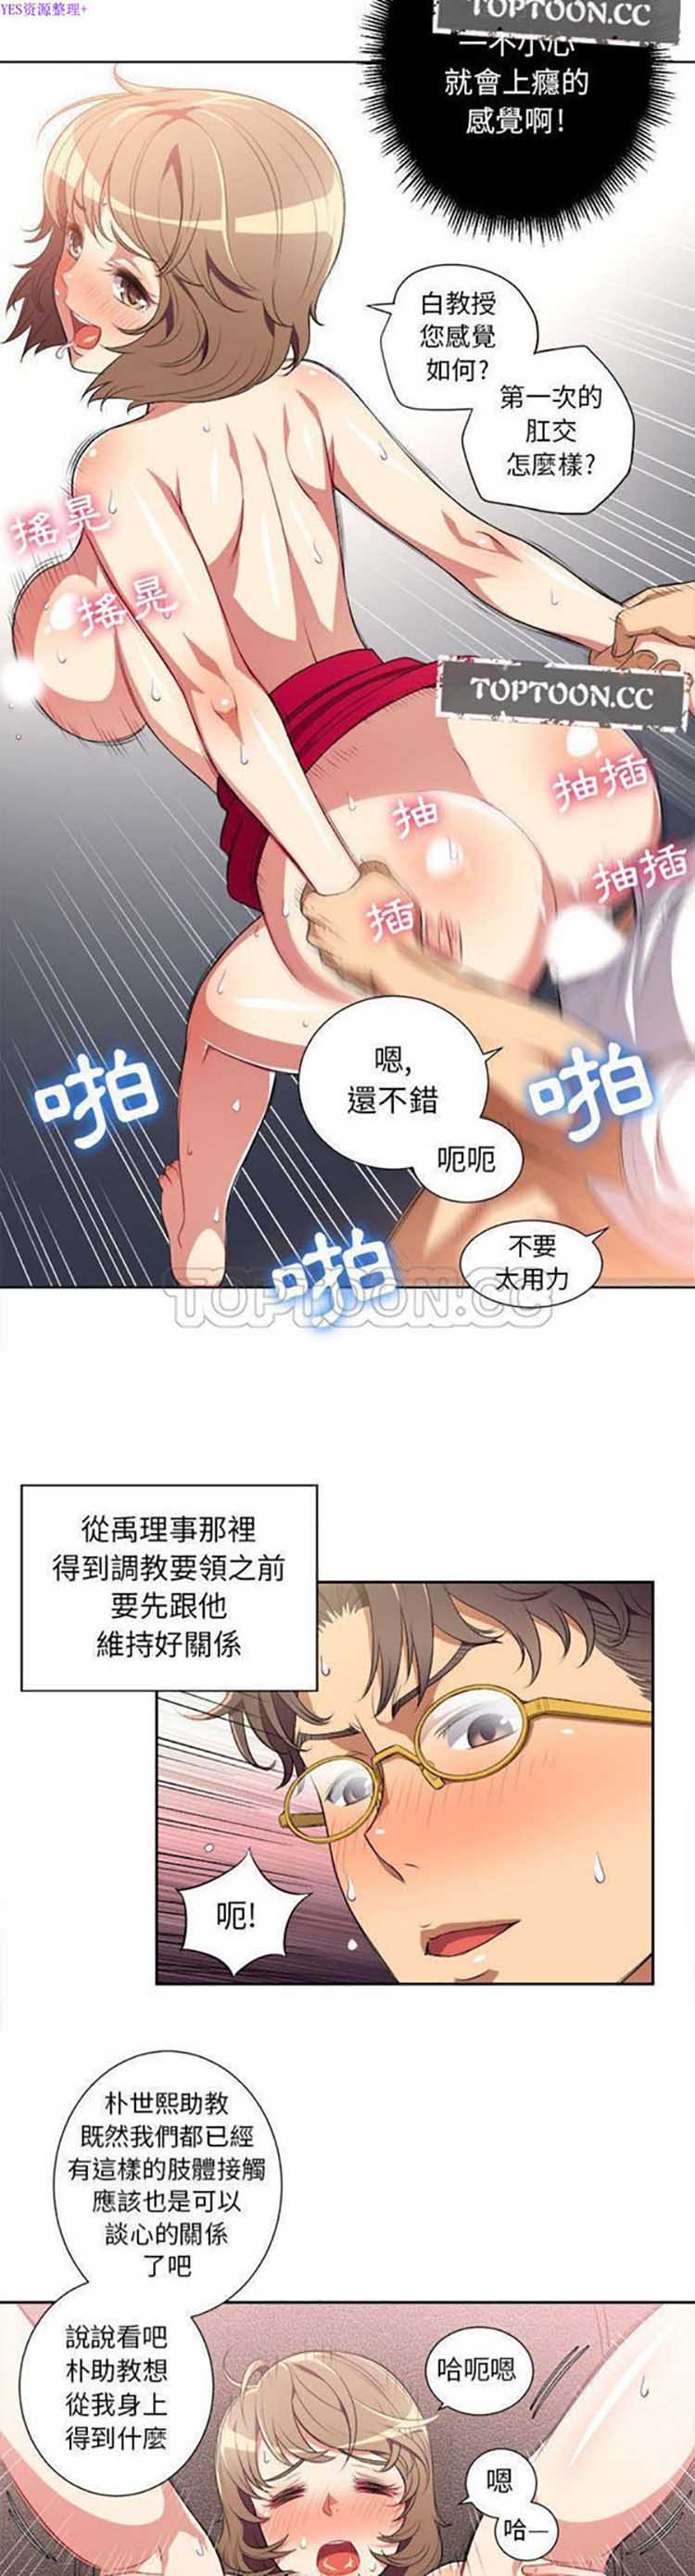 YES资源整理+
TOPTOON.CC
一不小心
就會上癮的
感覺啊!
白教授
您感覺
如何?
第一次的
肛交
怎麼樣?
搖晃
搖晃
TOPTOON.CC
抽插
抽
插
抽插
啪
嗯,
還不錯
啪
呃呃
不要
太用力
啪
TOPTOON.CC
從禹理事那裡
得到調教要領之前
要先跟他
維持好關係
呃!
朴世熙助教
既然我們都已經
有這樣的肢體接觸
應該也是可以
談心的關係
了吧
說說看吧
朴助教想
從我身上
得到什麼
哈呃嗯
嗯
哈—